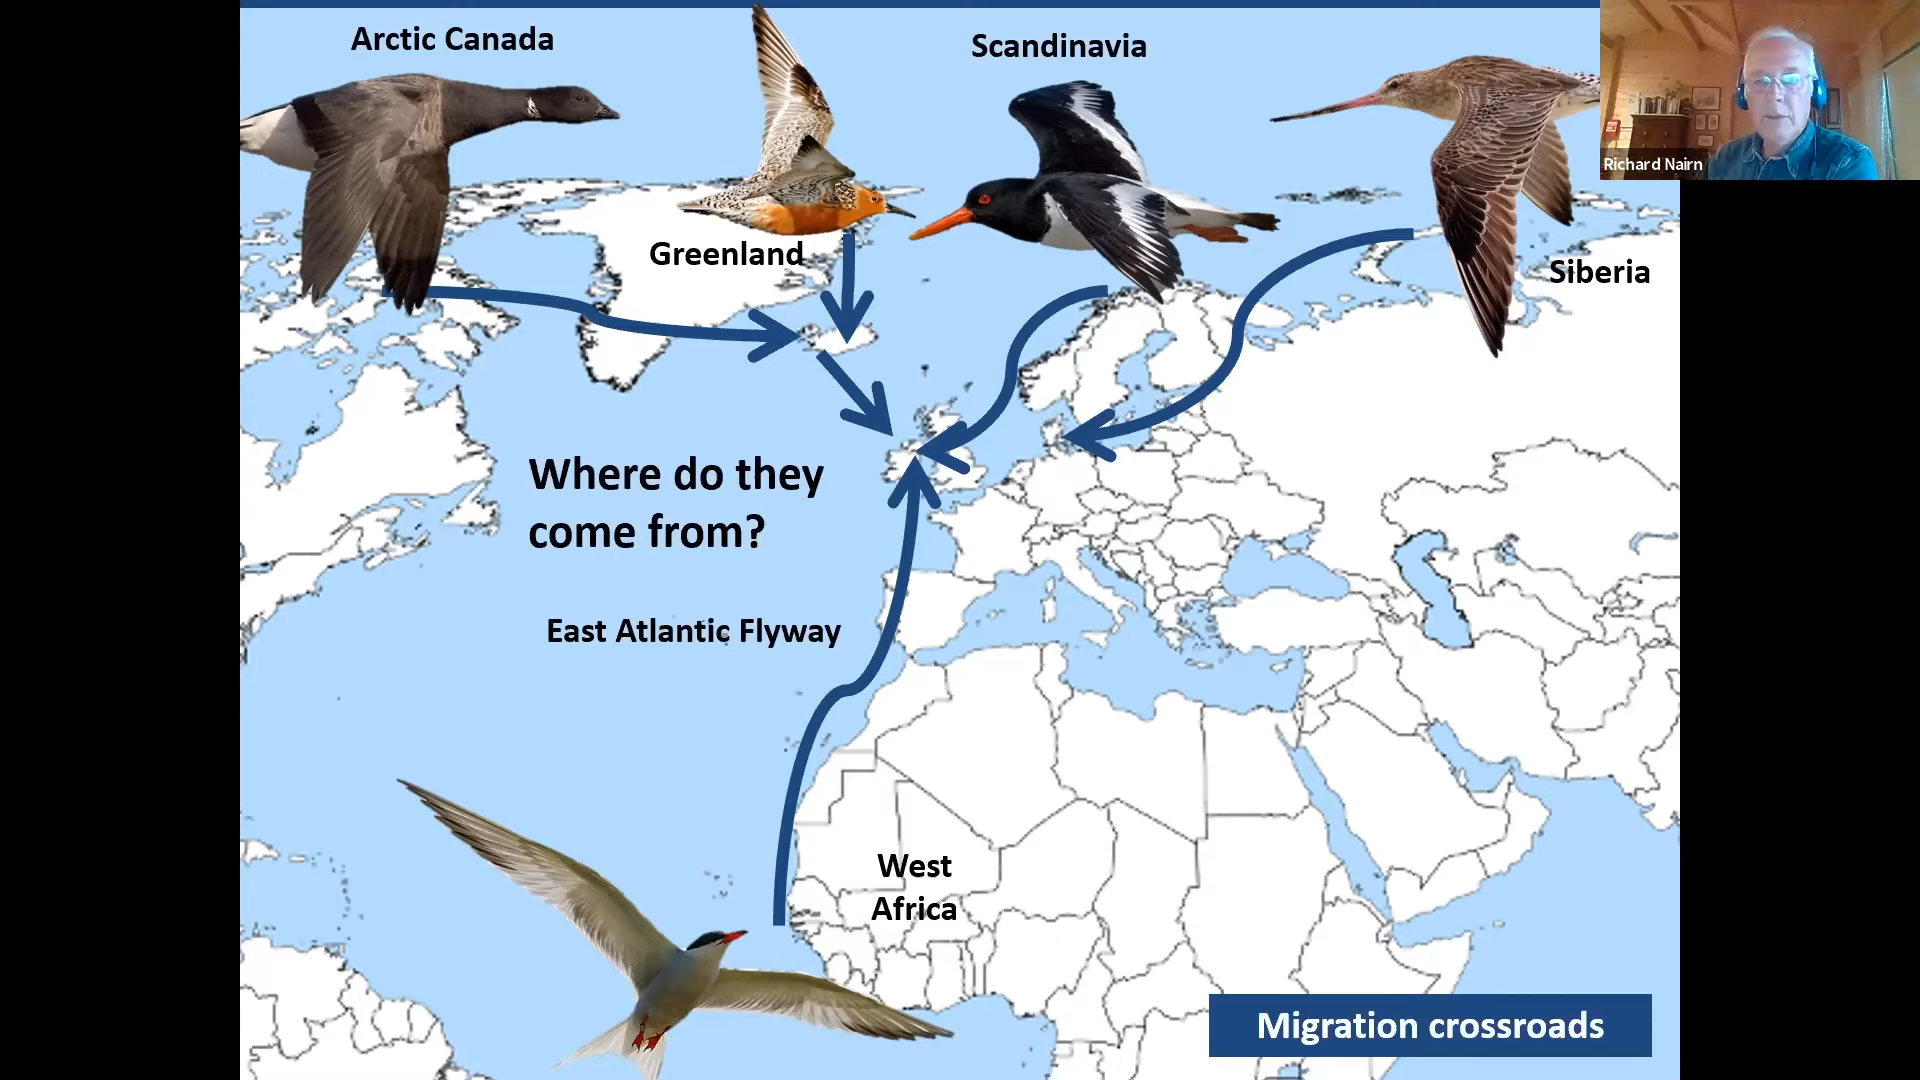 Arctic Canada
Scandinavia
Richard Nairn
Greenland
Siberia
Where do they
come from?
East Atlantic Flyway
West
Africa
Migration crossroads